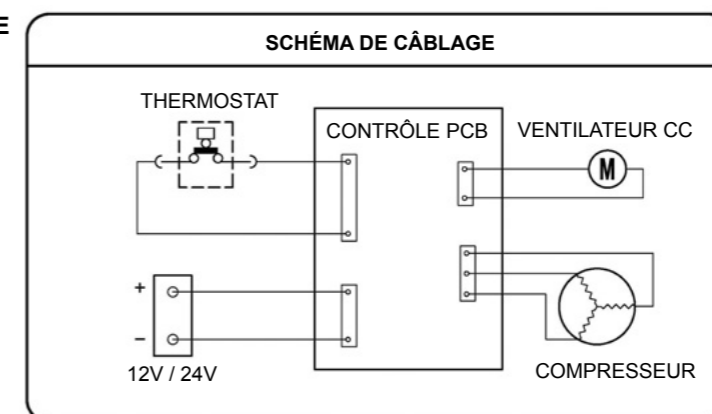 E
SCHÉMA DE CÂBLAGE
THERMOSTAT
CONTRÔLE PCB
VENTILATEUR CC
M
+
−
12V / 24V
COMPRESSEUR